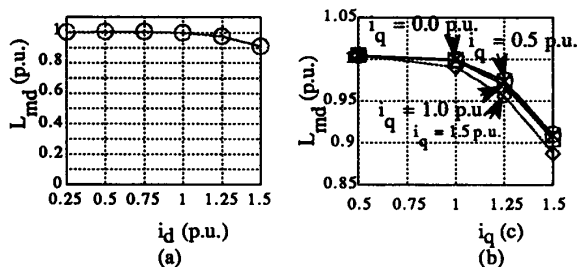 L_md (p.u.)
1
0.8
0.6
0.4
0.2
0
0.25 0.5 0.75 1.0 1.25 1.5
i_d (p.u.)
(a)
L_md (p.u.)
1.05
1
0.95
0.9
0.85
i_q = 0.0 p.u.
i_q = 0.5 p.u.
i_q = 1.0 p.u
i_q = 1.5 p.u.
0.5 0.75 1 1.25 1.5
i_q (c)
(b)